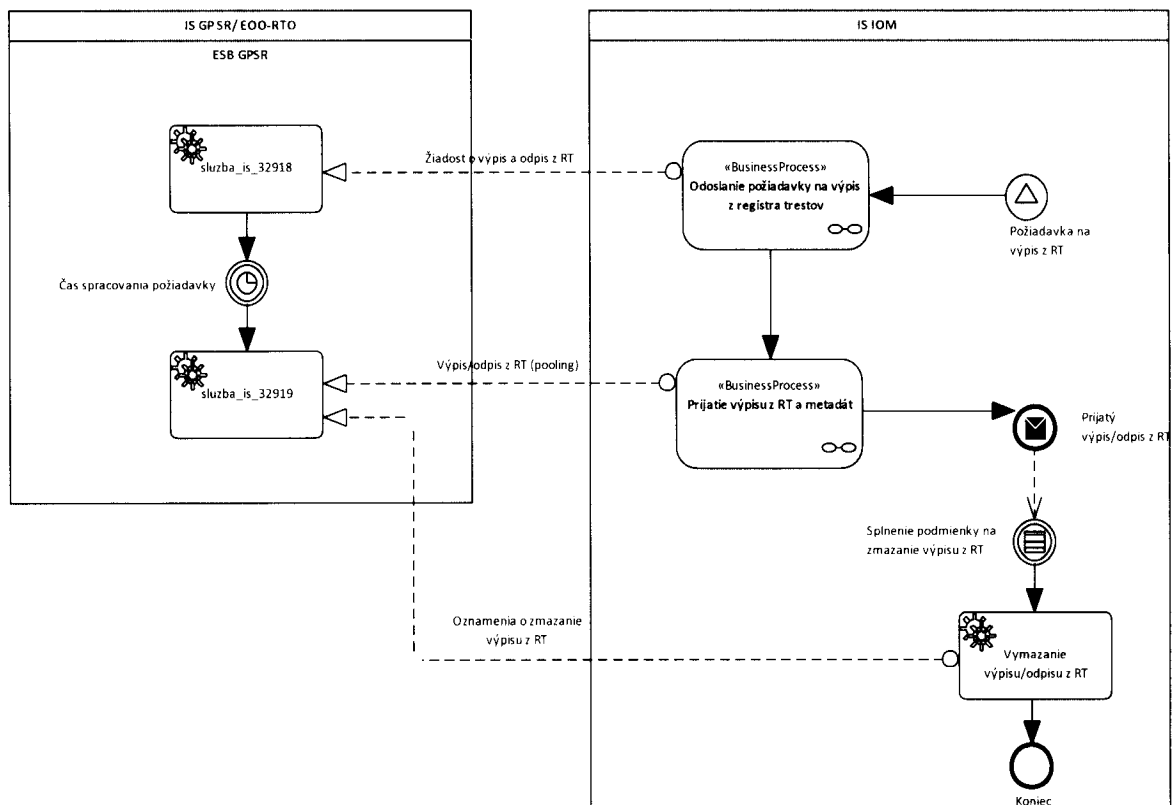 IS GPSR/ EOO-RTO
ESB GPSR
sluzba_is_32918
Čas spracovania požiadavky
sluzba_is_32919
Žiadosť o výpis a odpis z RT
Výpis/odpis z RT (pooling)
Oznamenia o zmazanie
výpisu z RT
IS IOM
«BusinessProcess»
Odoslanie požiadavky na výpis
z registra trestov
Požiadavka na
výpis z RT
«BusinessProcess»
Prijatie výpisu z RT a metadát
Prijatý
výpis/odpis z RT
Splnenie podmienky na
zmazanie výpisu z RT
Vymazanie
výpisu/odpisu z RT
Koniec